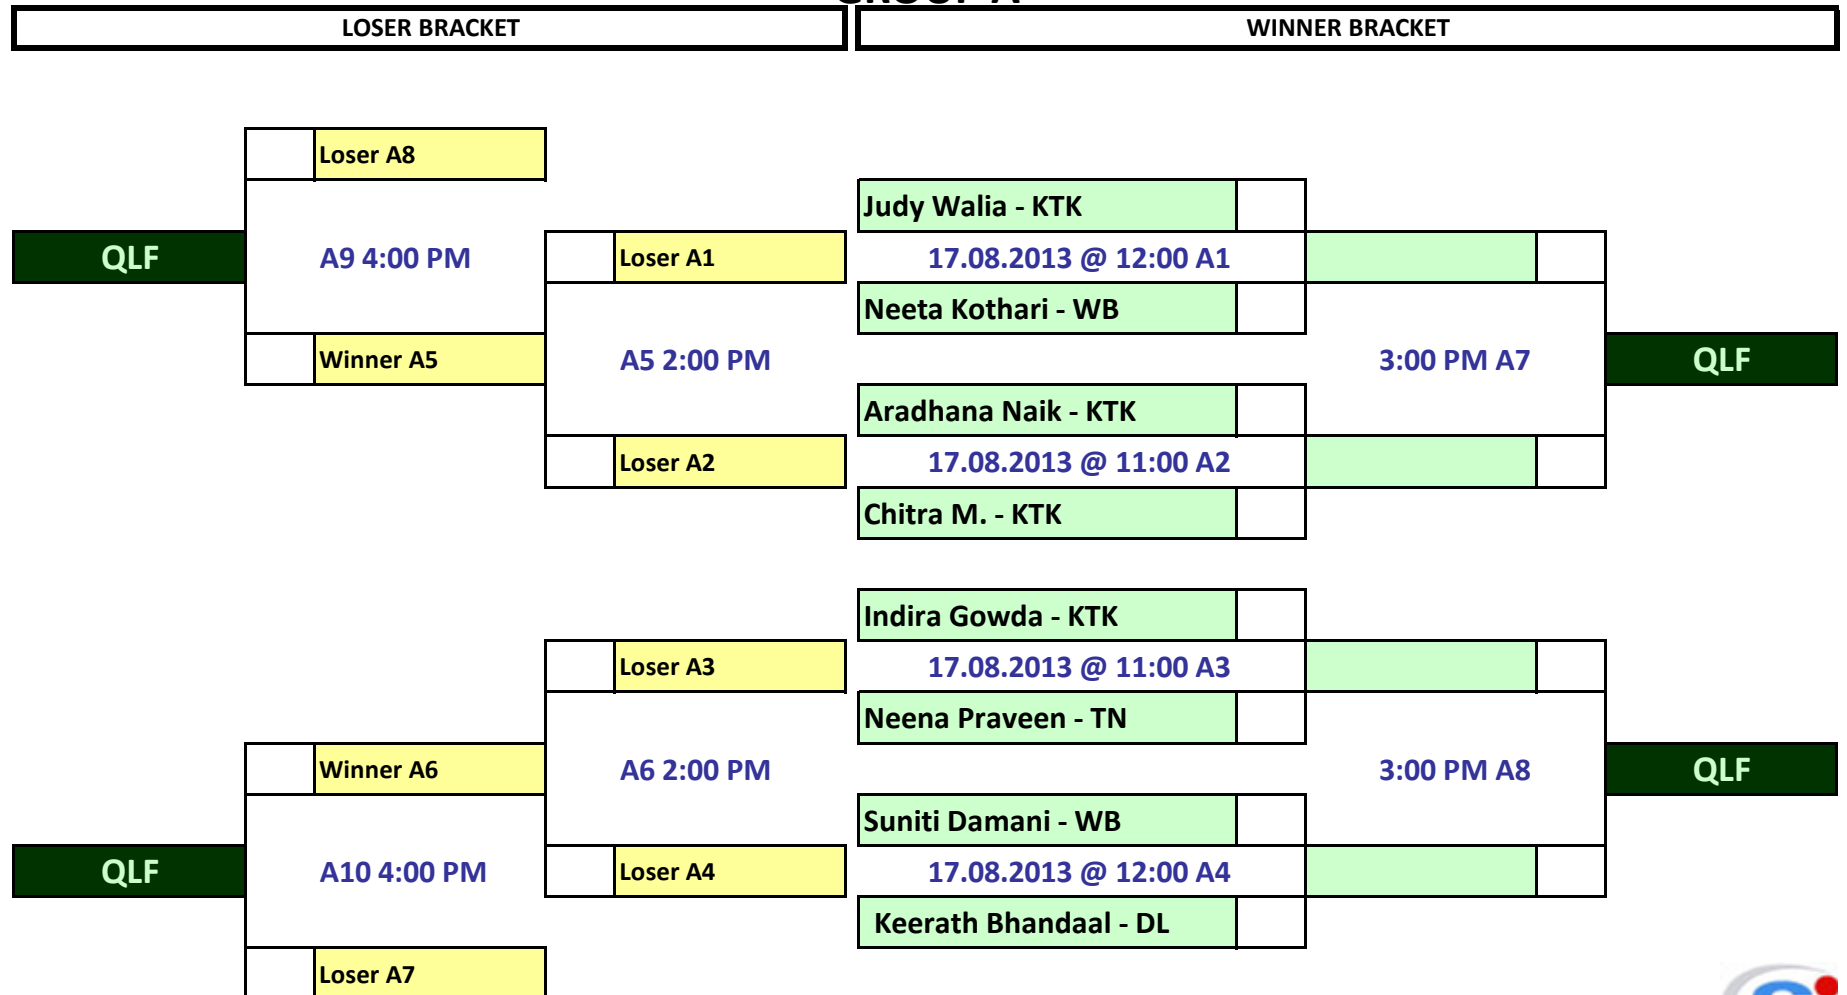 GROUP A
LOSER BRACKET
WINNER BRACKET
Loser A8
Judy Walia - KTK
QLF
A9 4:00 PM
Loser A1
17.08.2013 @ 12:00 A1
Neeta Kothari - WB
Winner A5
A5 2:00 PM
3:00 PM A7
QLF
Aradhana Naik - KTK
Loser A2
17.08.2013 @ 11:00 A2
Chitra M. - KTK
Indira Gowda - KTK
Loser A3
17.08.2013 @ 11:00 A3
Neena Praveen - TN
Winner A6
A6 2:00 PM
3:00 PM A8
QLF
Suniti Damani - WB
QLF
A10 4:00 PM
Loser A4
17.08.2013 @ 12:00 A4
Keerath Bhandaal - DL
Loser A7